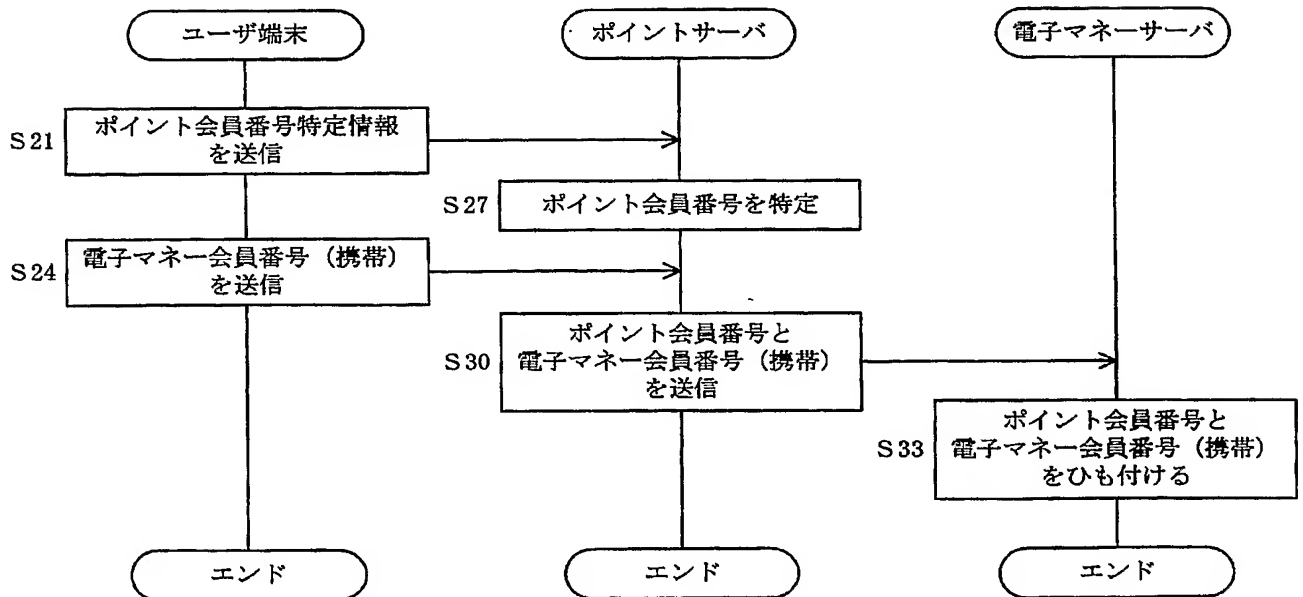 ユーザ端末
ポイントサーバ
電子マネーサーバ
S21
ポイント会員番号特定情報
を送信
S27
ポイント会員番号を特定
S24
電子マネー会員番号（携帯）
を送信
S30
ポイント会員番号と
電子マネー会員番号（携帯）
を送信
S33
ポイント会員番号と
電子マネー会員番号（携帯）
をひも付ける
エンド
エンド
エンド